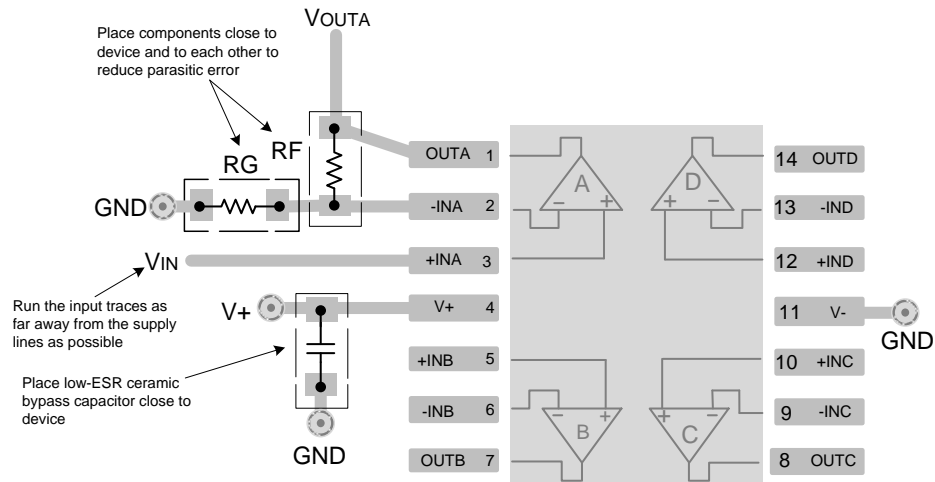 VOUTA
Place components close to
device and to each other to
reduce parasitic error
RG
RF
GND
VIN
Run the input traces as
far away from the supply
lines as possible
V+
Place low-ESR ceramic
bypass capacitor close to
device
GND
OUTA 1
-INA 2
+INA 3
V+ 4
+INB 5
-INB 6
OUTB 7
A
D
B
C
14 OUTD
13 -IND
12 +IND
11 V-
10 +INC
9 -INC
8 OUTC
GND